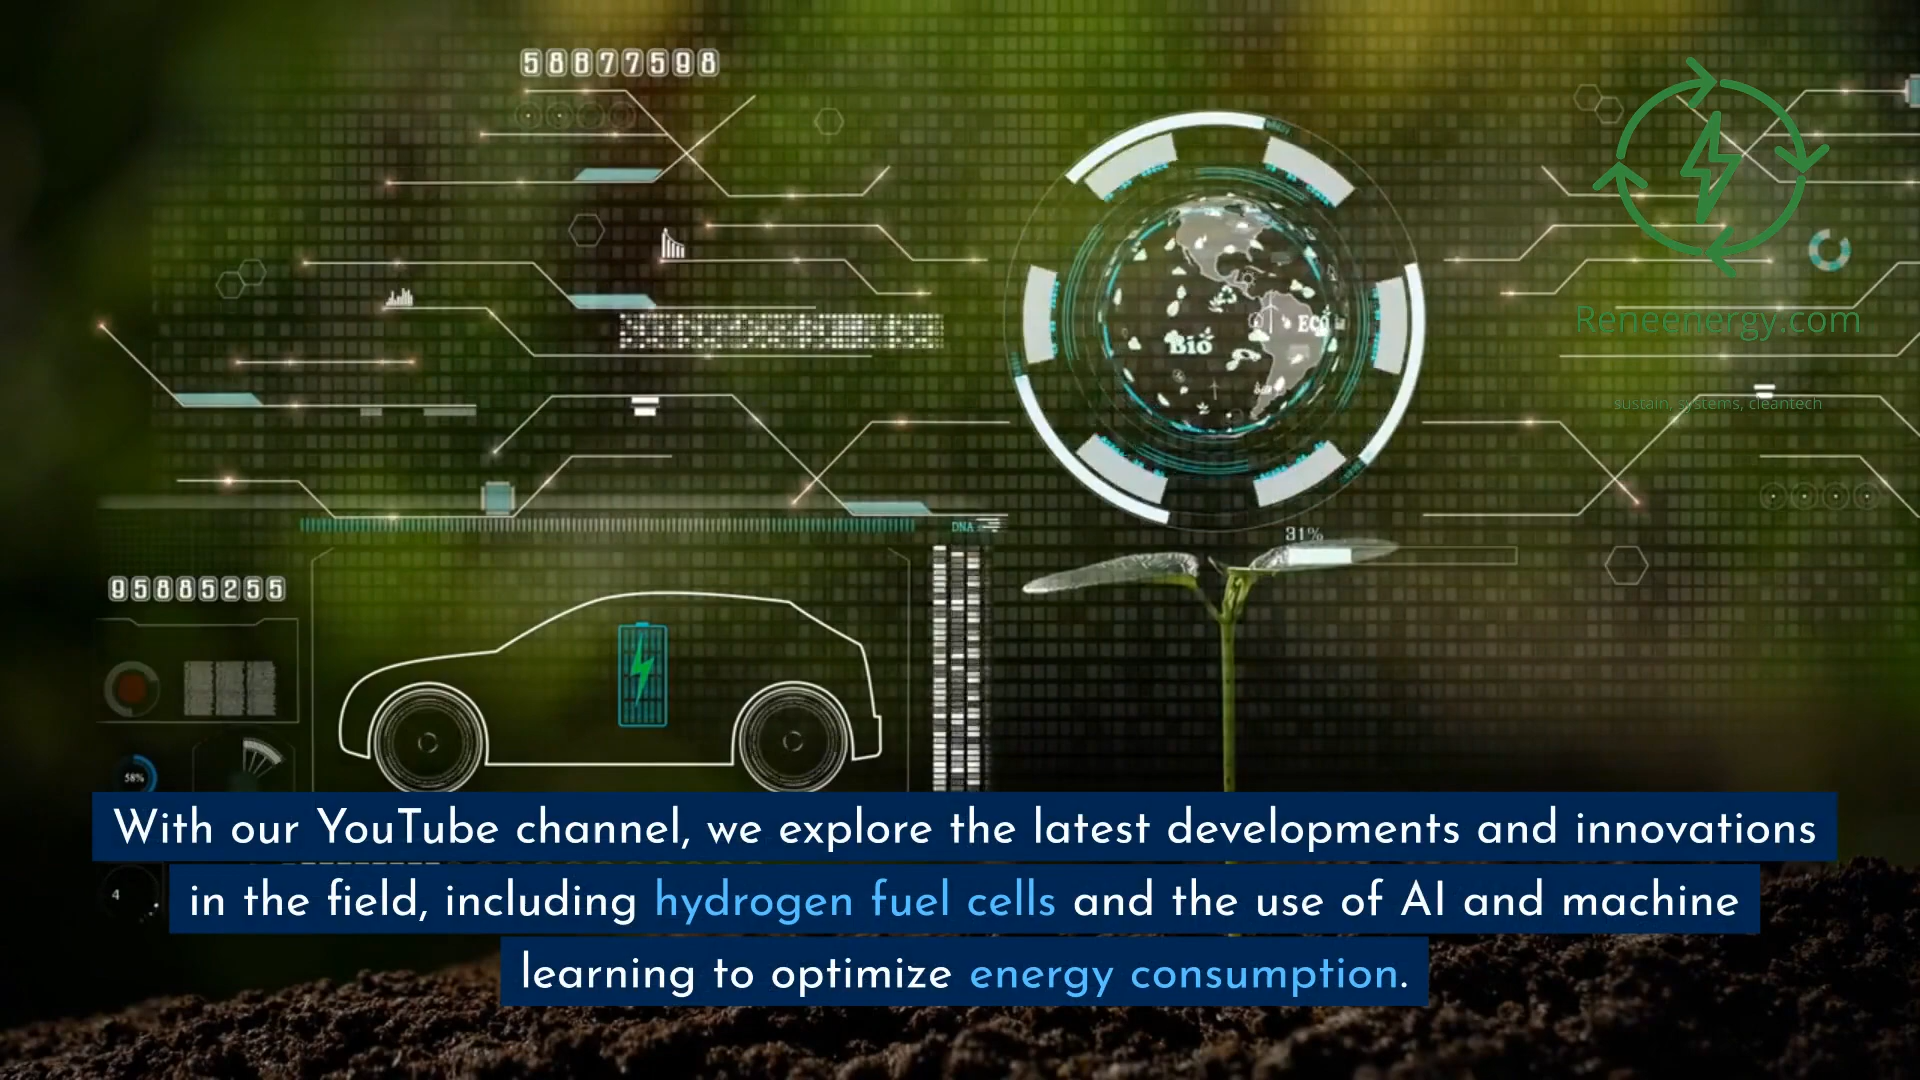 58877598
Reneenergy.com
sustain, systems, cleantech
Bio
ECO
DNA
31%
95885255
58%
With our YouTube channel, we explore the latest developments and innovations
4
in the field, including hydrogen fuel cells and the use of AI and machine
learning to optimize energy consumption.